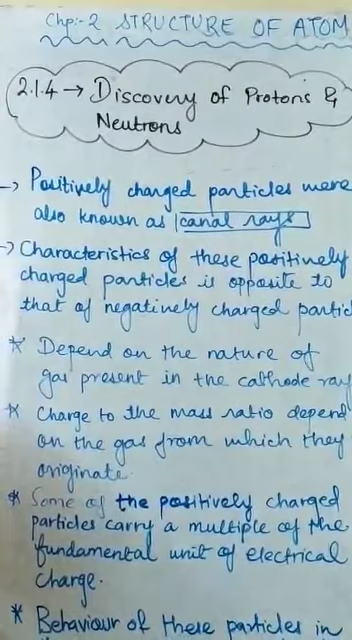 Chp:-2 STRUCTURE OF ATOM
2.1.4 → Discovery of Protons &
Neutrons
→ Positively charged particles were
also known as canal rays
→ Characteristics of these positively
charged particles is opposite to
that of negatively charged partic
* Depend on the nature of
gas present in the cathode ray
* Charge to the mass ratio depend
on the gas from which they
originate.
* Some of the positively charged
particles carry a multiple of the
fundamental unit of electrical
charge.
* Behaviour of these particles in